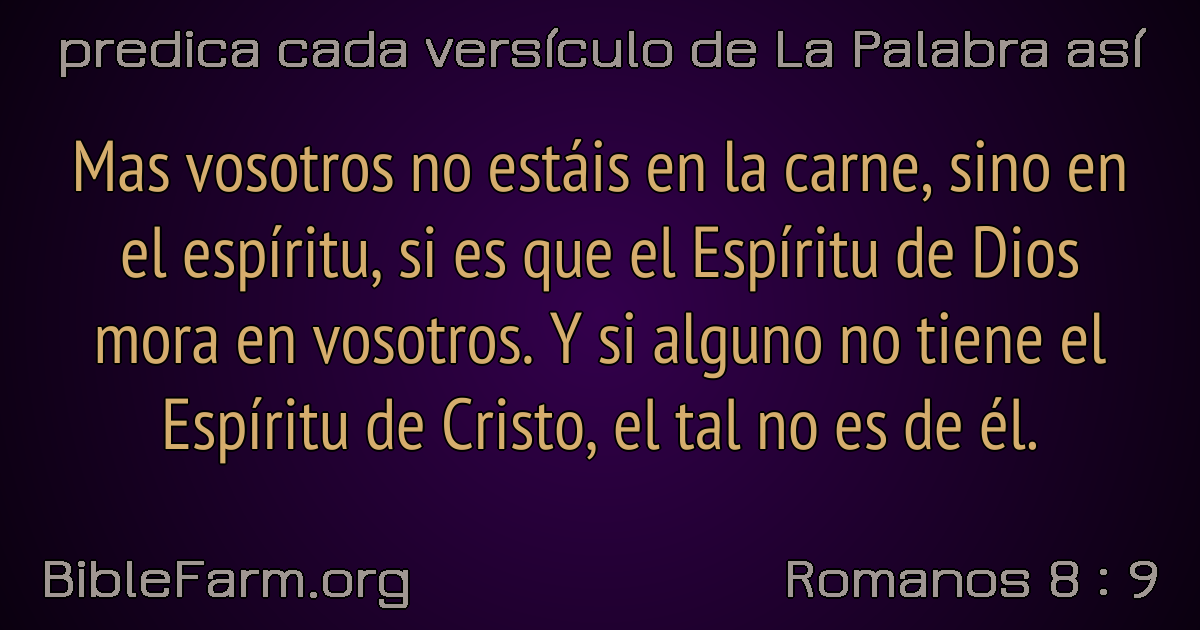 predica cada versículo de La Palabra así
Mas vosotros no estáis en la carne, sino en
el espíritu, si es que el Espíritu de Dios
mora en vosotros. Y si alguno no tiene el
Espíritu de Cristo, el tal no es de él.
BibleFarm.org
Romanos 8 : 9